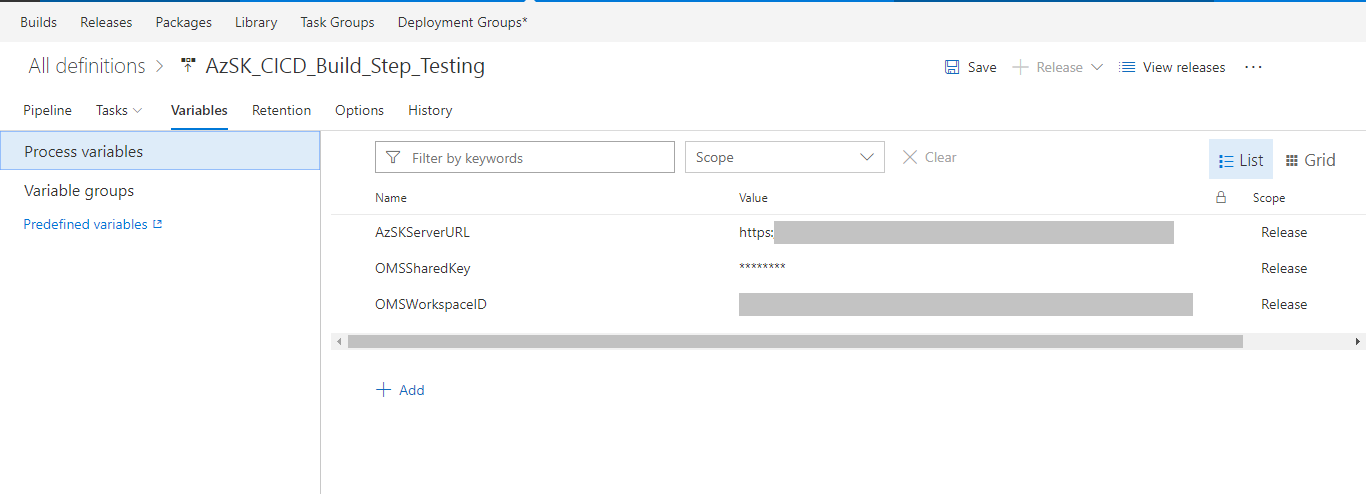 Builds Releases Packages Library Task Groups Deployment Groups*
All definitions > AzSK_CICD_Build_Step_Testing Save + Release View releases ...
Pipeline Tasks Variables Retention Options History
Process variables
Variable groups
Predefined variables
Filter by keywords Scope Clear List Grid
Name Value Scope
AzSKServerURL https: Release
OMSSharedKey ******** Release
OMSWorkspaceID Release
+ Add